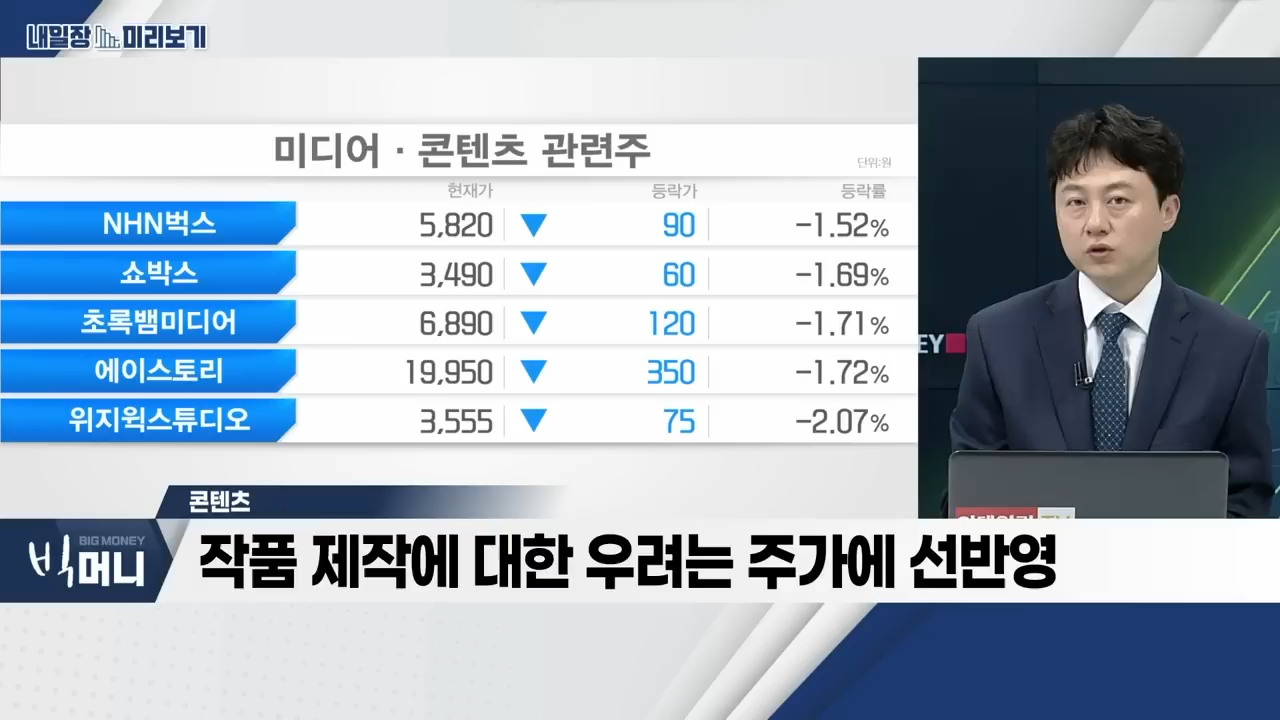 내일장 미리보기
미디어 · 콘텐츠 관련주
단위:원
현재가 등락가 등락률
NHN벅스 5,820 ▼ 90 -1.52%
쇼박스 3,490 ▼ 60 -1.69%
초록뱀미디어 6,890 ▼ 120 -1.71%
에이스토리 19,950 ▼ 350 -1.72%
위지윅스튜디오 3,555 ▼ 75 -2.07%
EY
콘텐츠
BIG MONEY
빅머니
작품 제작에 대한 우려는 주가에 선반영